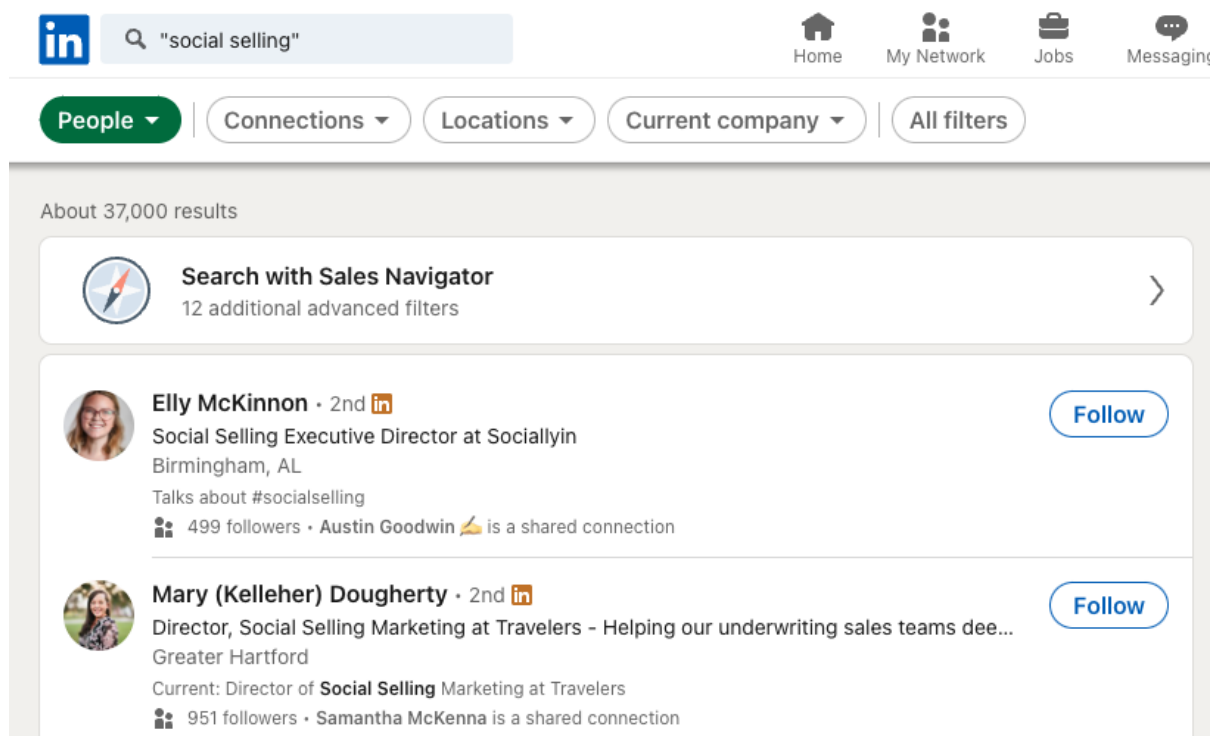 in "social selling" Home My Network Jobs Messaging
People Connections Locations Current company All filters
About 37,000 results
Search with Sales Navigator
12 additional advanced filters
Elly McKinnon • 2nd in
Follow
Social Selling Executive Director at Sociallyin
Birmingham, AL
Talks about #socialselling
499 followers • Austin Goodwin ✍️ is a shared connection
Mary (Kelleher) Dougherty • 2nd in
Follow
Director, Social Selling Marketing at Travelers - Helping our underwriting sales teams dee...
Greater Hartford
Current: Director of Social Selling Marketing at Travelers
951 followers • Samantha McKenna is a shared connection